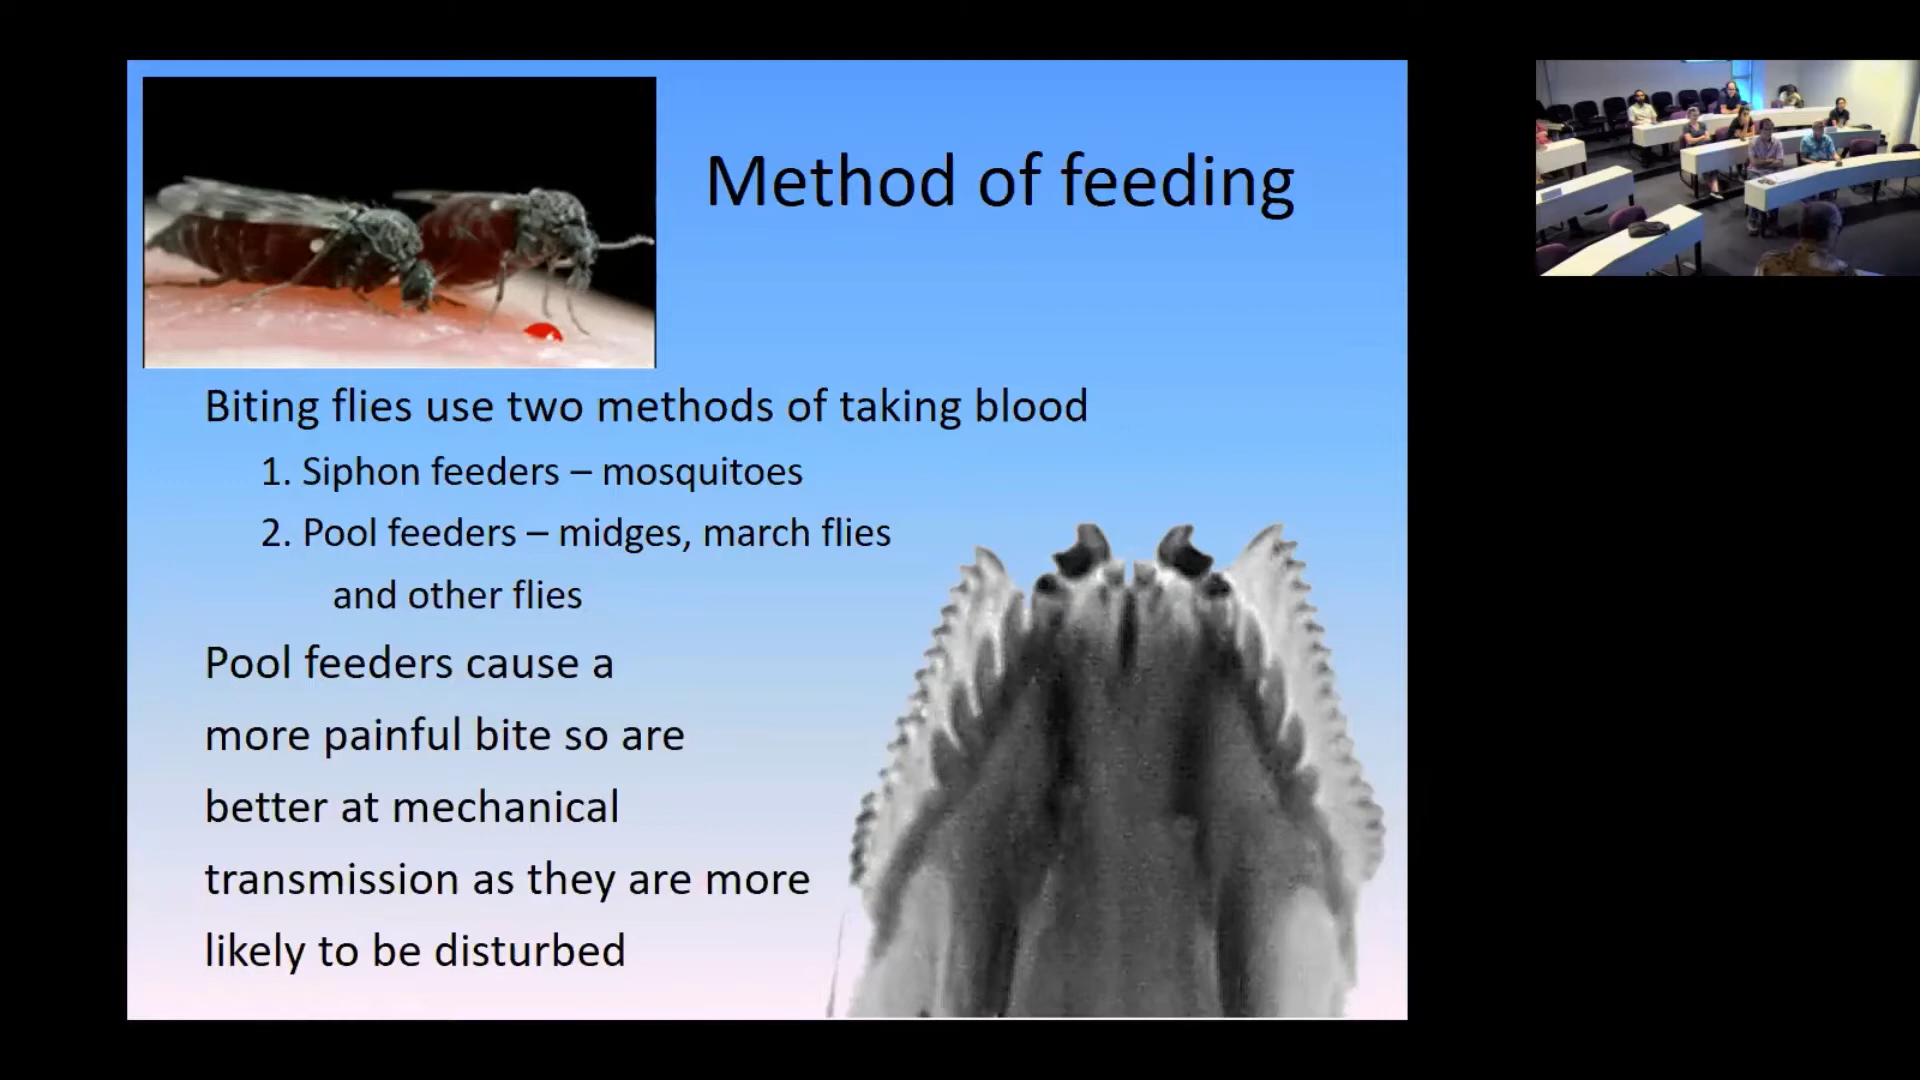 Method of feeding
Biting flies use two methods of taking blood
1. Siphon feeders – mosquitoes
2. Pool feeders – midges, march flies
and other flies
Pool feeders cause a
more painful bite so are
better at mechanical
transmission as they are more
likely to be disturbed